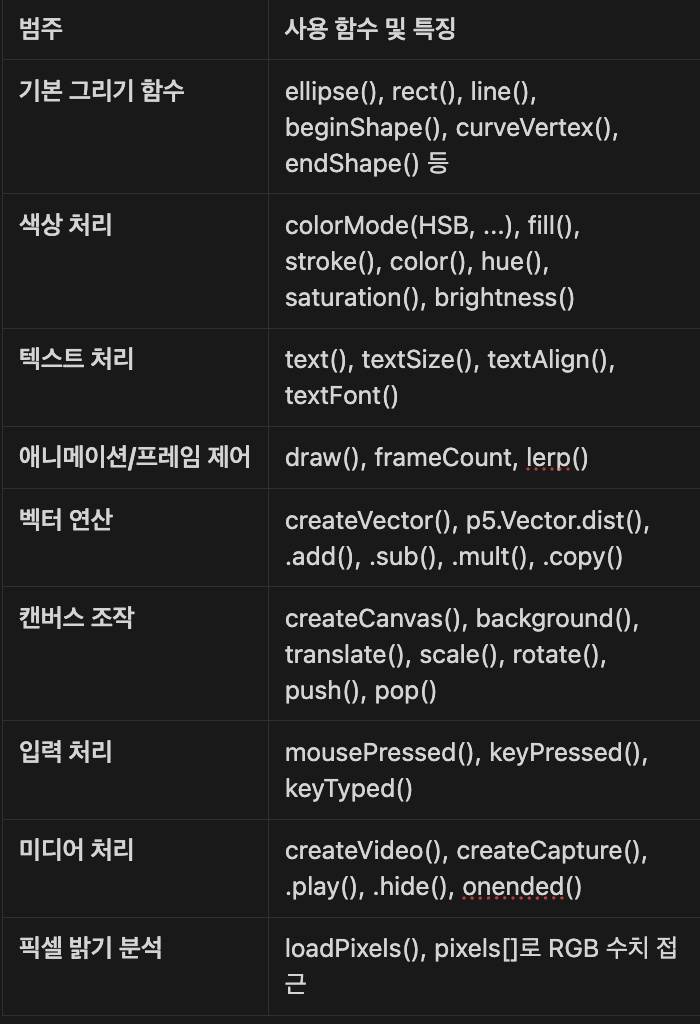 범주
사용 함수 및 특징
기본 그리기 함수
ellipse(), rect(), line(),
beginShape(), curveVertex(),
endShape() 등
색상 처리
colorMode(HSB, ...), fill(),
stroke(), color(), hue(),
saturation(), brightness()
텍스트 처리
text(), textSize(), textAlign(),
textFont()
애니메이션/프레임 제어
draw(), frameCount, lerp()
벡터 연산
createVector(), p5.Vector.dist(),
.add(), .sub(), .mult(), .copy()
캔버스 조작
createCanvas(), background(),
translate(), scale(), rotate(),
push(), pop()
입력 처리
mousePressed(), keyPressed(),
keyTyped()
미디어 처리
createVideo(), createCapture(),
.play(), .hide(), onended()
픽셀 밝기 분석
loadPixels(), pixels[]로 RGB 수치 접
근